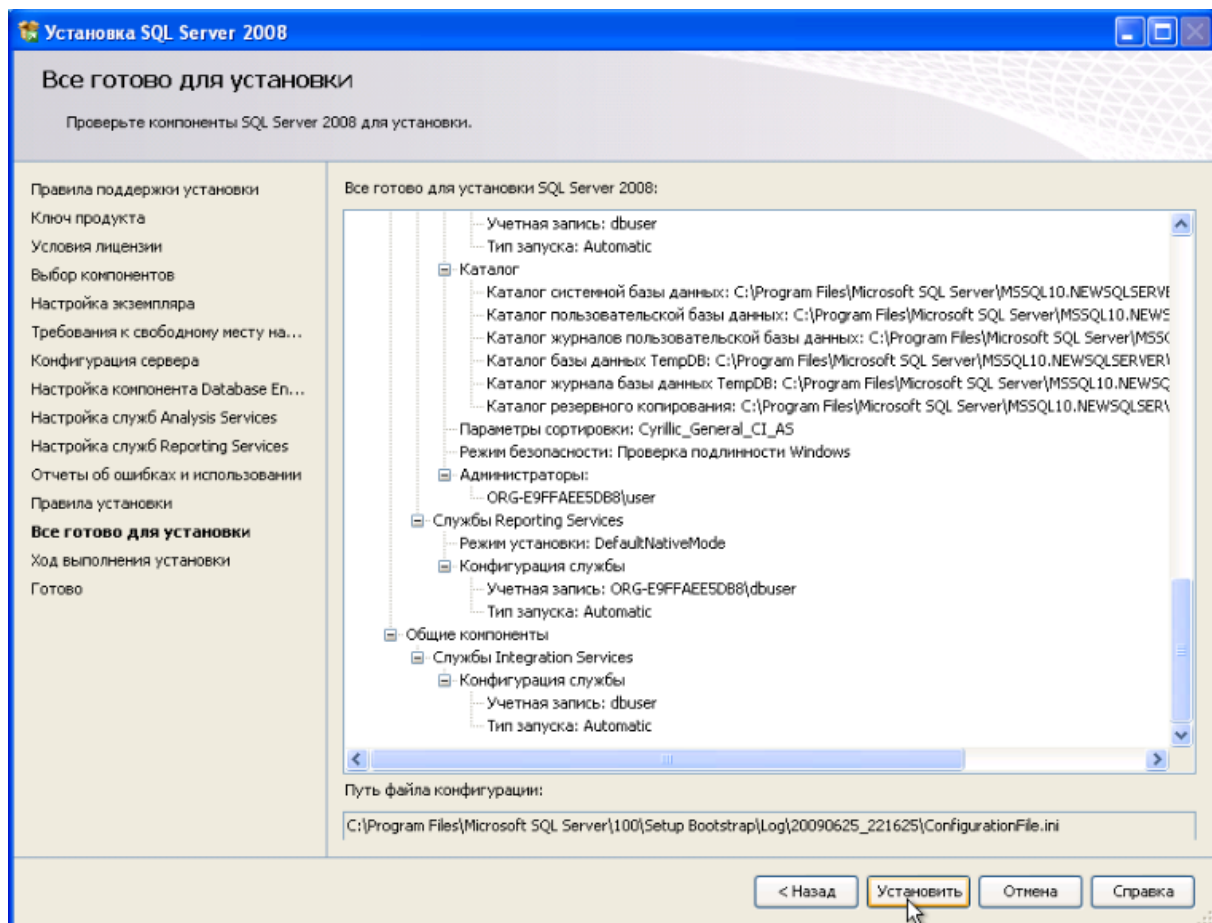 Установка SQL Server 2008
Все готово для установки
Проверьте компоненты SQL Server 2008 для установки.
Правила поддержки установки
Ключ продукта
Условия лицензии
Выбор компонентов
Настройка экземпляра
Требования к свободному месту на...
Конфигурация сервера
Настройка компонента Database En...
Настройка служб Analysis Services
Настройка служб Reporting Services
Отчеты об ошибках и использовании
Правила установки
Все готово для установки
Ход выполнения установки
Готово
Все готово для установки SQL Server 2008:
Учетная запись: dbuser
Тип запуска: Automatic
Каталог
Каталог системной базы данных: C:\Program Files\Microsoft SQL Server\MSSQL10.NEWSQLSERVE
Каталог пользовательской базы данных: C:\Program Files\Microsoft SQL Server\MSSQL10.NEWS
Каталог журналов пользовательской базы данных: C:\Program Files\Microsoft SQL Server\MSSQ
Каталог базы данных TempDB: C:\Program Files\Microsoft SQL Server\MSSQL10.NEWSQLSERVER\
Каталог журнала базы данных TempDB: C:\Program Files\Microsoft SQL Server\MSSQL10.NEWSQ
Каталог резервного копирования: C:\Program Files\Microsoft SQL Server\MSSQL10.NEWSQLSERV
Параметры сортировки: Cyrillic_General_CI_AS
Режим безопасности: Проверка подлинности Windows
Администраторы:
ORG-E9FFAEE5DB8\user
Службы Reporting Services
Режим установки: DefaultNativeMode
Конфигурация службы
Учетная запись: ORG-E9FFAEE5DB8\dbuser
Тип запуска: Automatic
Общие компоненты
Службы Integration Services
Конфигурация службы
Учетная запись: dbuser
Тип запуска: Automatic
Путь файла конфигурации:
C:\Program Files\Microsoft SQL Server\100\Setup Bootstrap\Log\20090625_221625\ConfigurationFile.ini
< Назад Установить Отмена Справка